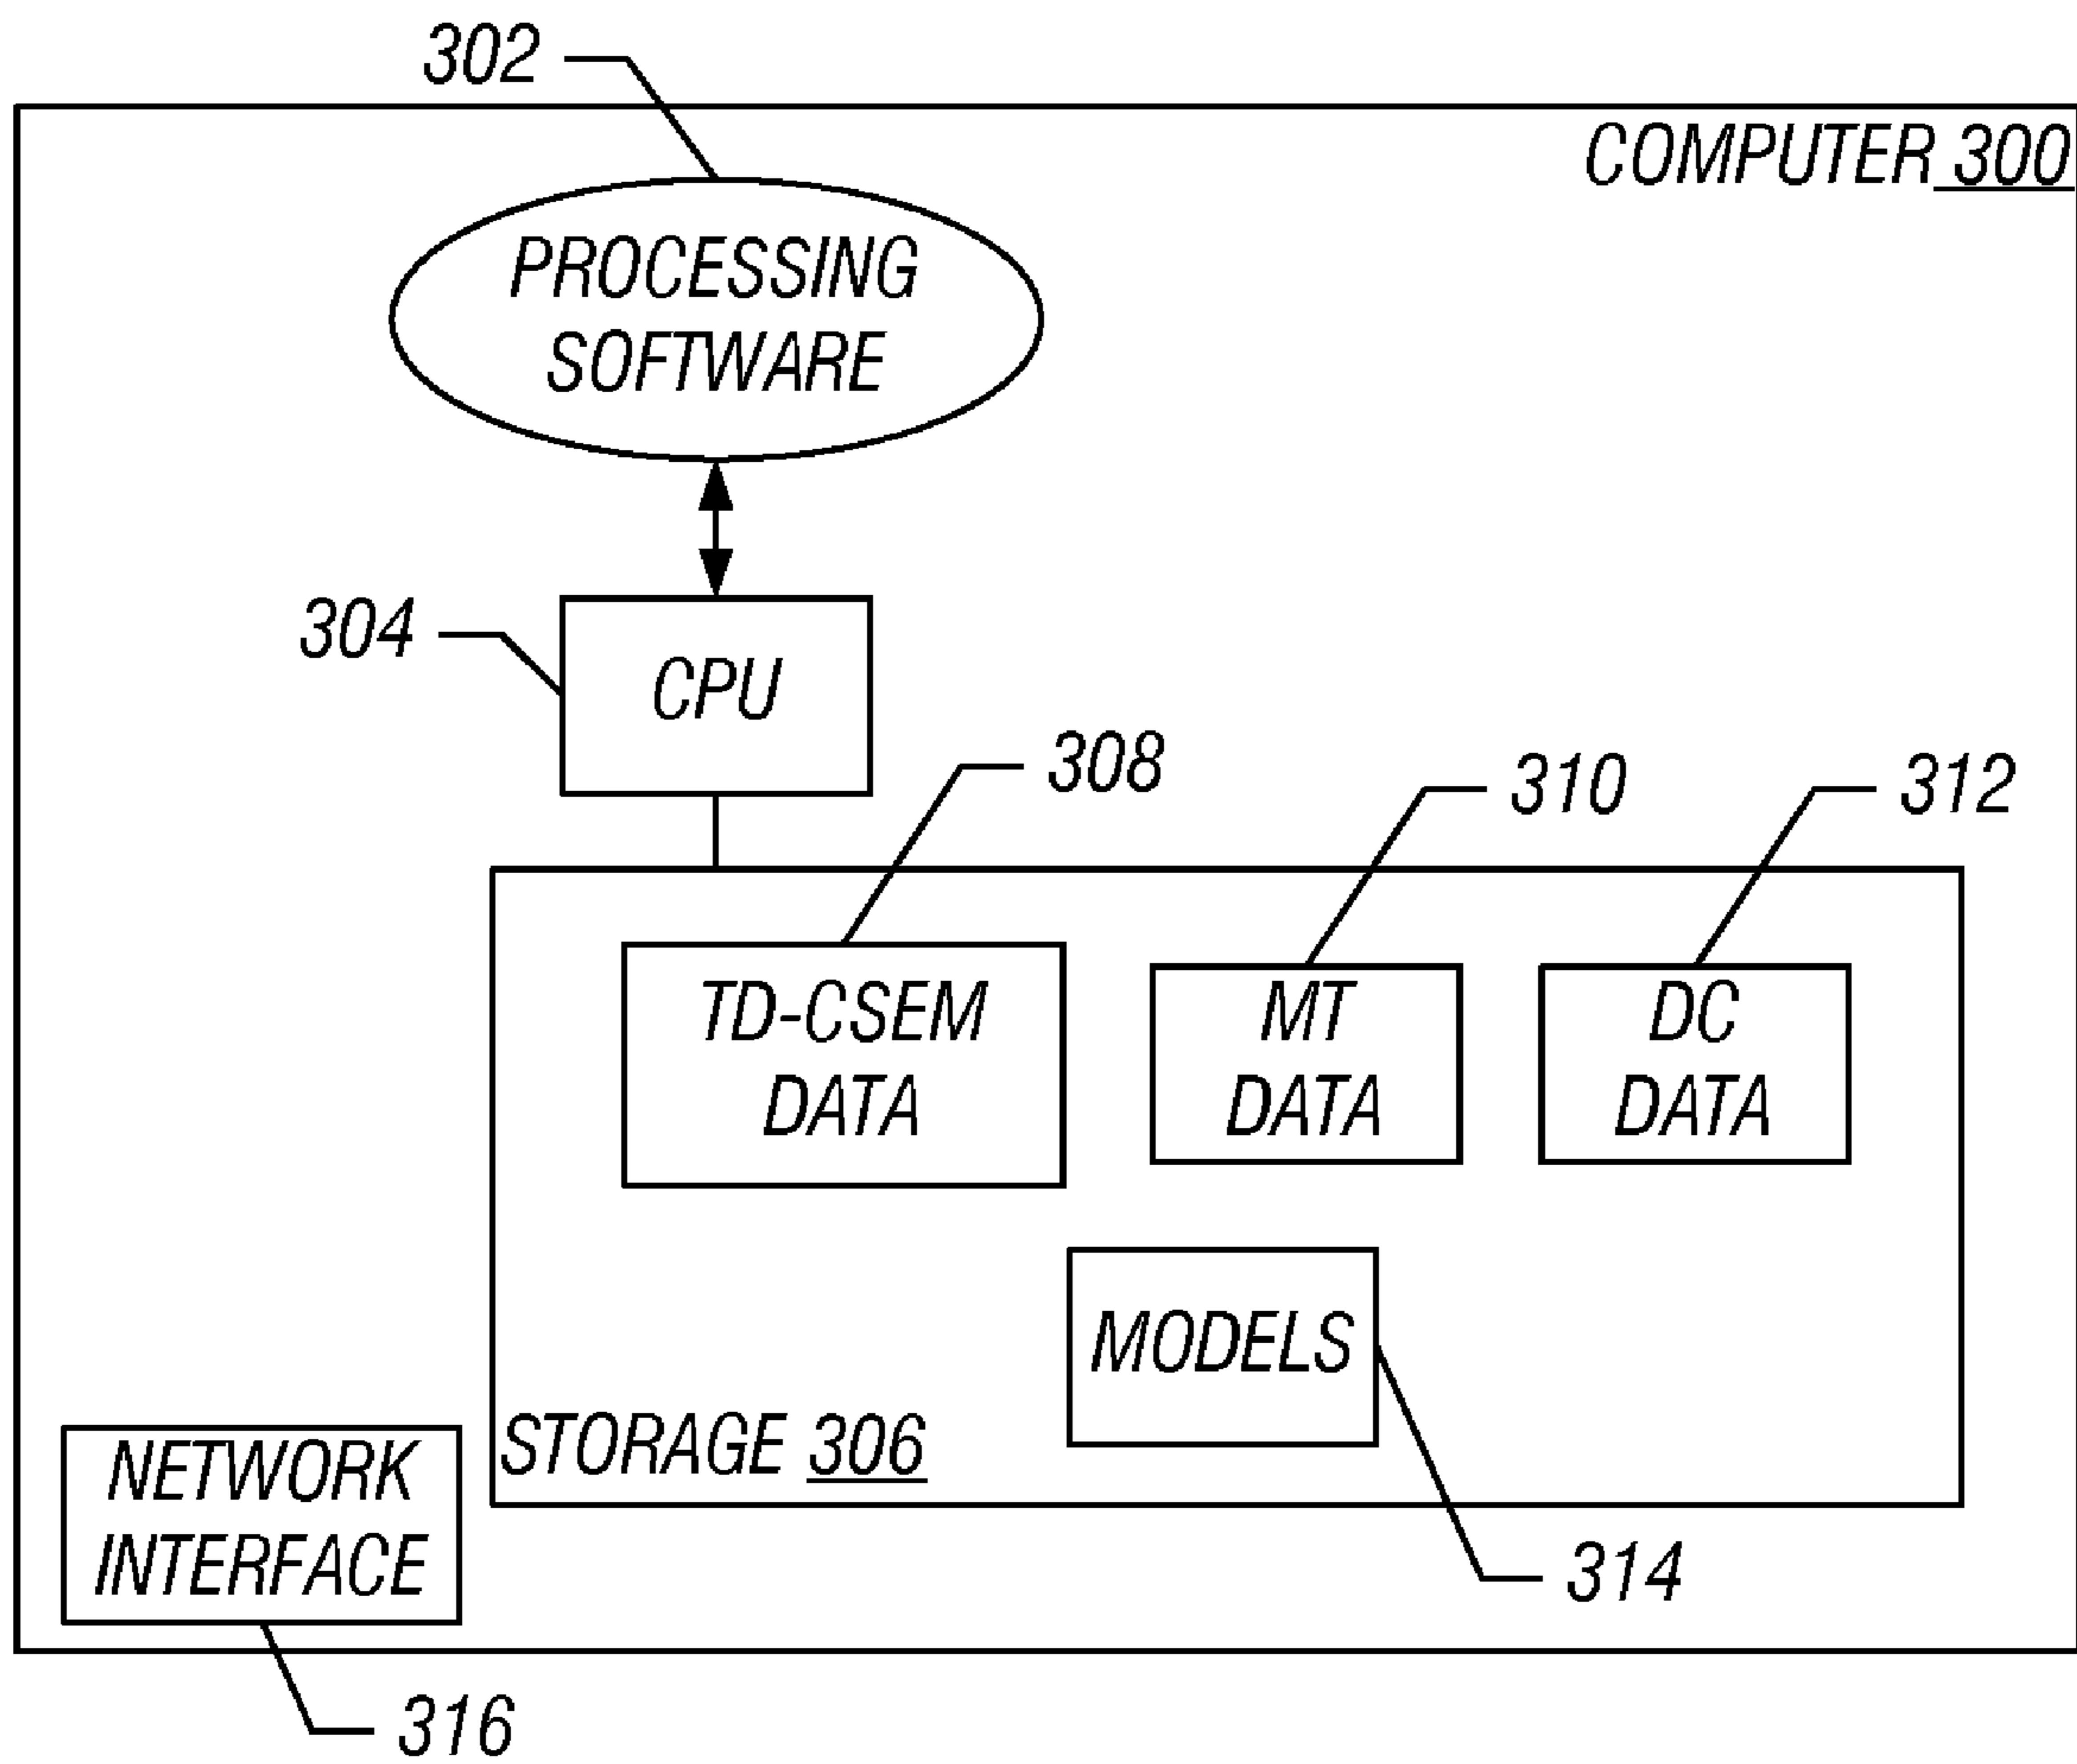 302
COMPUTER 300
PROCESSING
SOFTWARE
304
CPU
308
310
312
TD-CSEM
DATA
MT
DATA
DC
DATA
MODELS
STORAGE 306
NETWORK
INTERFACE
314
316